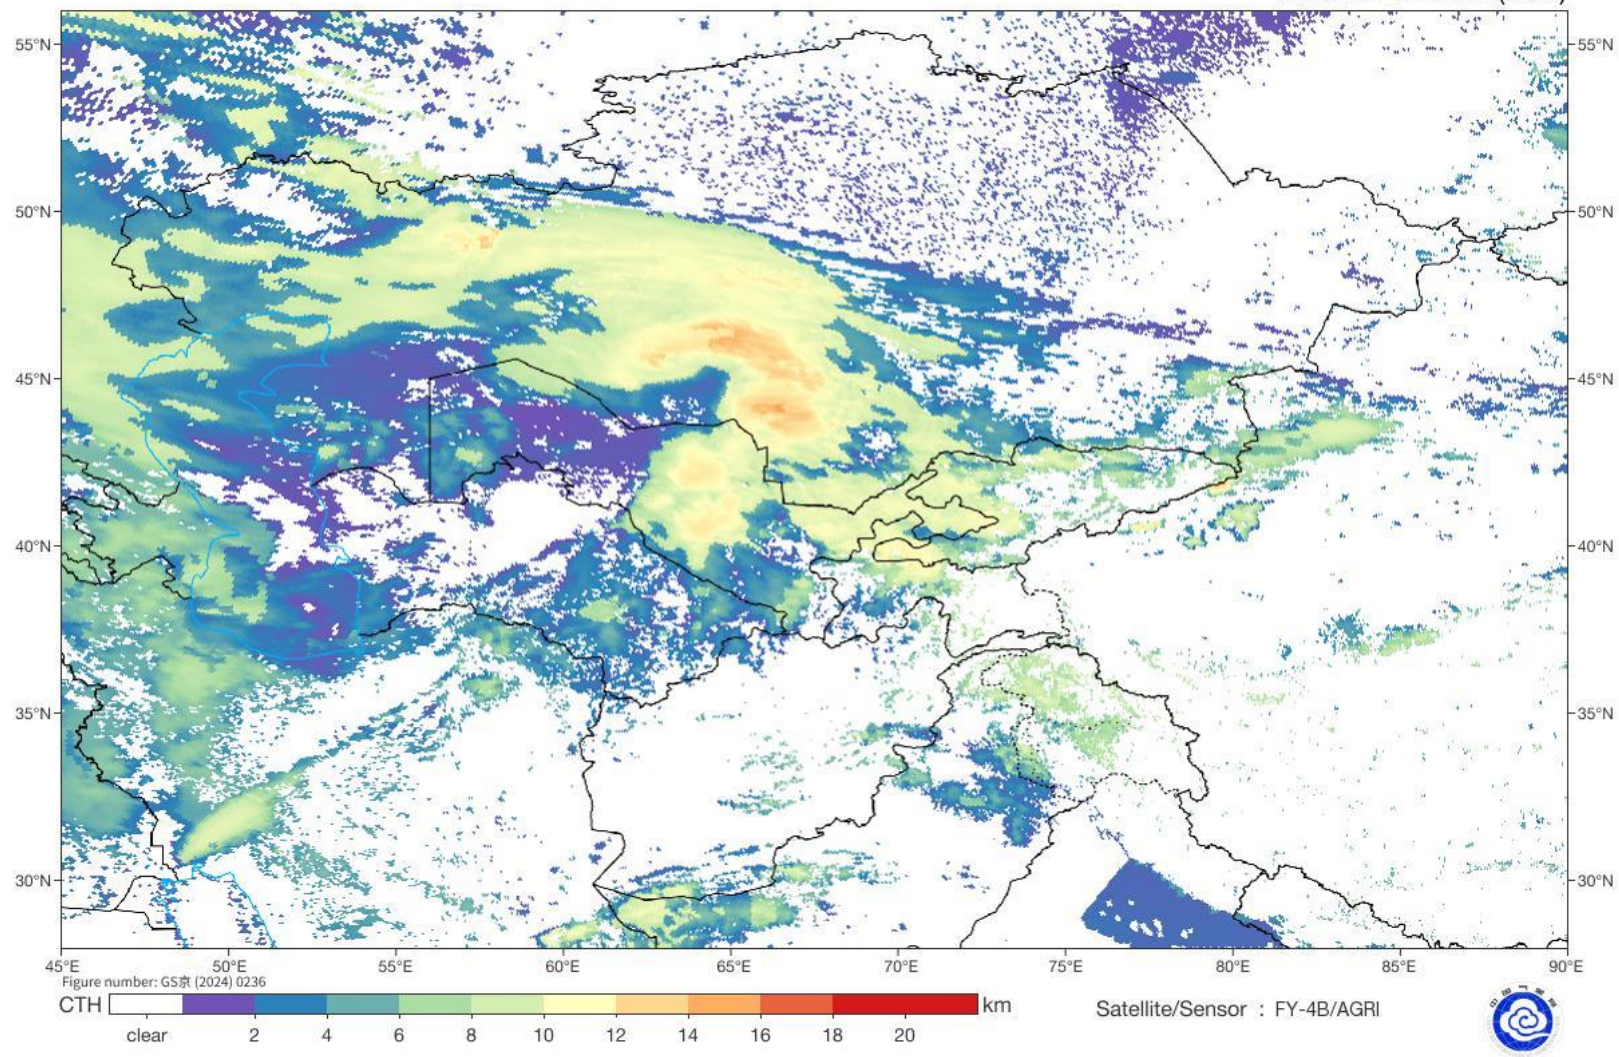 55°N 55°N
50°N 50°N
45°N 45°N
40°N 40°N
35°N 35°N
30°N 30°N
45°E 50°E 55°E 60°E 65°E 70°E 75°E 80°E 85°E 90°E
Figure number: GS京 (2024) 0236
CTH km
clear 2 4 6 8 10 12 14 16 18 20
Satellite/Sensor : FY-4B/AGRI